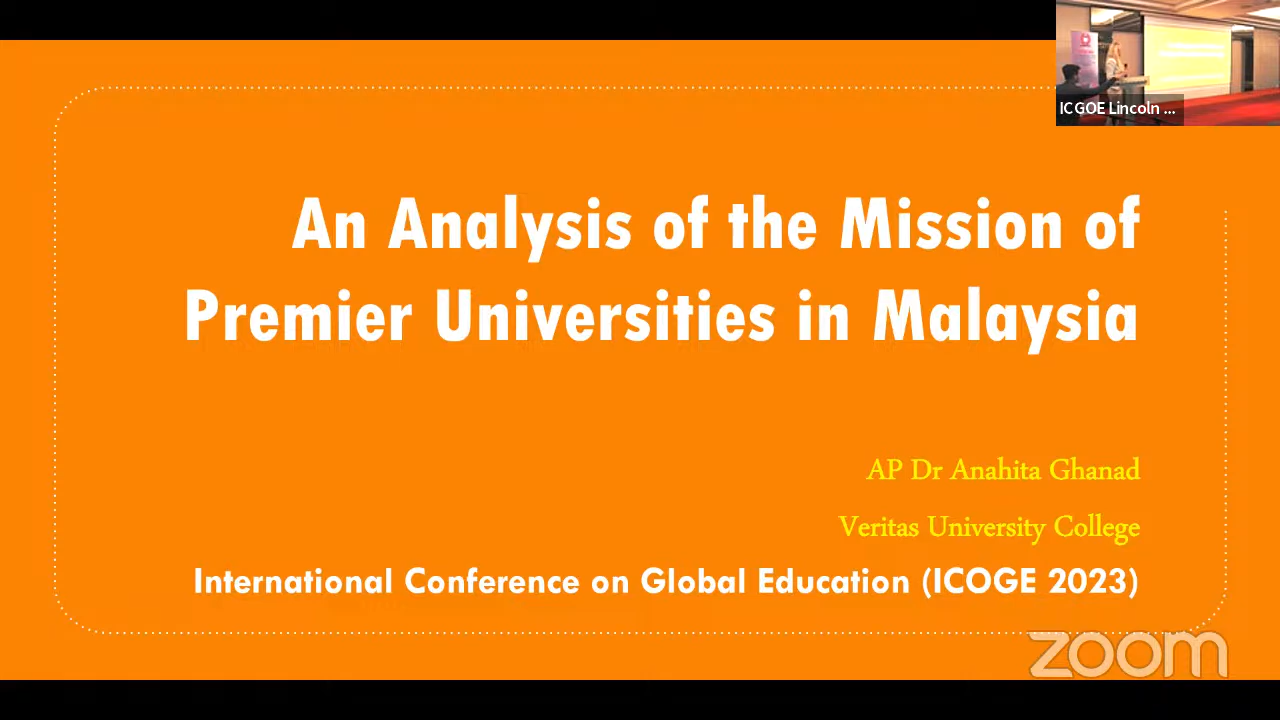 ICGOE Lincoln ...
An Analysis of the Mission of
Premier Universities in Malaysia
AP Dr Anahita Ghanad
Veritas University College
International Conference on Global Education (ICOGE 2023)
zoom